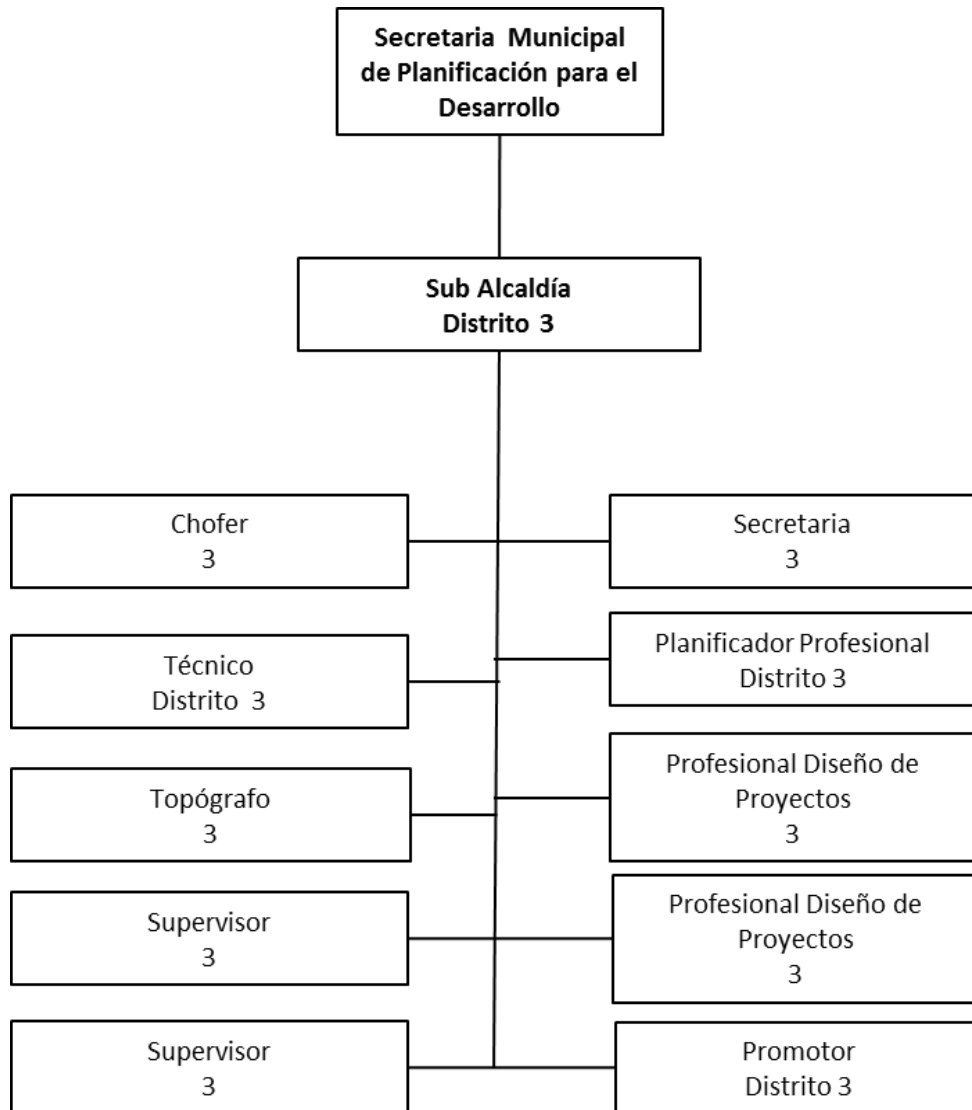 Secretaria Municipal
de Planificación para el
Desarrollo
Sub Alcaldía
Distrito 3
Chofer
3
Secretaria
3
Técnico
Distrito 3
Planificador Profesional
Distrito 3
Topógrafo
3
Profesional Diseño de
Proyectos
3
Supervisor
3
Profesional Diseño de
Proyectos
3
Supervisor
3
Promotor
Distrito 3